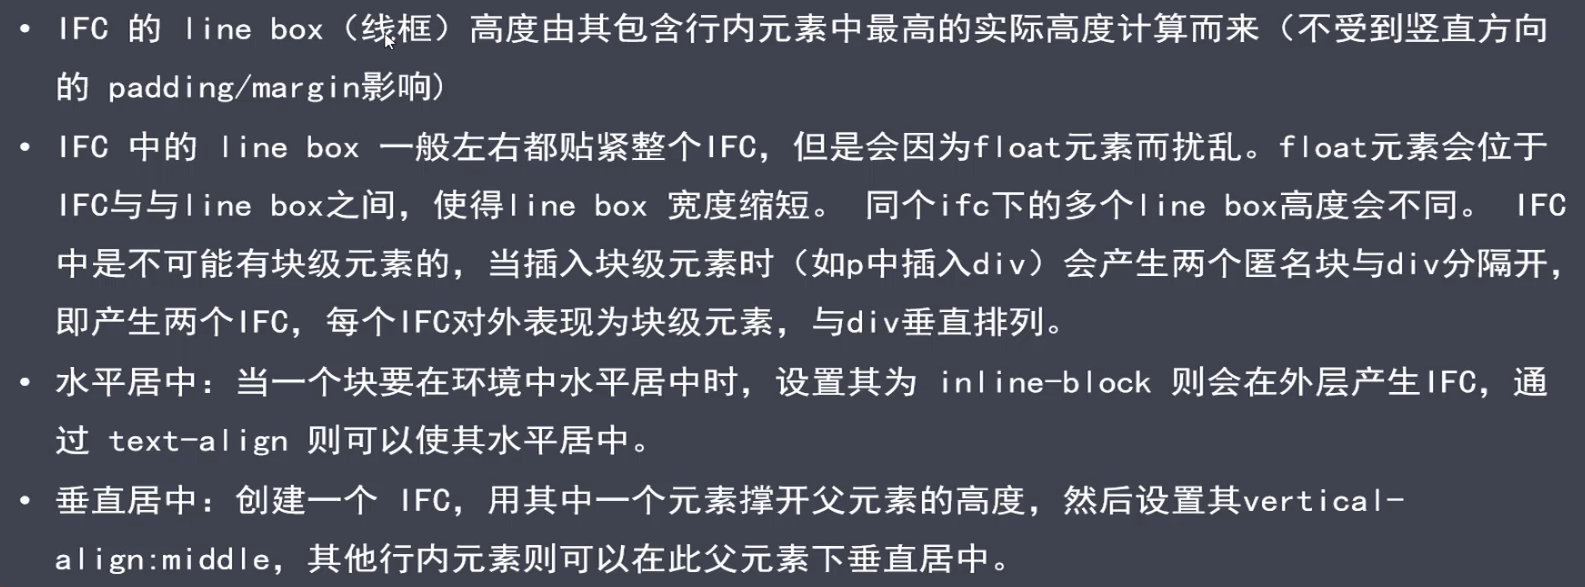 • IFC 的 line box（线框）高度由其包含行内元素中最高的实际高度计算而来（不受到竖直方向
的 padding/margin影响)
• IFC 中的 line box 一般左右都贴紧整个IFC，但是会因为float元素而扰乱。float元素会位于
IFC与与line box之间，使得line box 宽度缩短。 同个ifc下的多个line box高度会不同。 IFC
中是不可能有块级元素的，当插入块级元素时（如p中插入div）会产生两个匿名块与div分隔开，
即产生两个IFC，每个IFC对外表现为块级元素，与div垂直排列。
• 水平居中：当一个块要在环境中水平居中时，设置其为 inline-block 则会在外层产生IFC，通
过 text-align 则可以使其水平居中。
• 垂直居中：创建一个 IFC，用其中一个元素撑开父元素的高度，然后设置其vertical-
align:middle，其他行内元素则可以在此父元素下垂直居中。